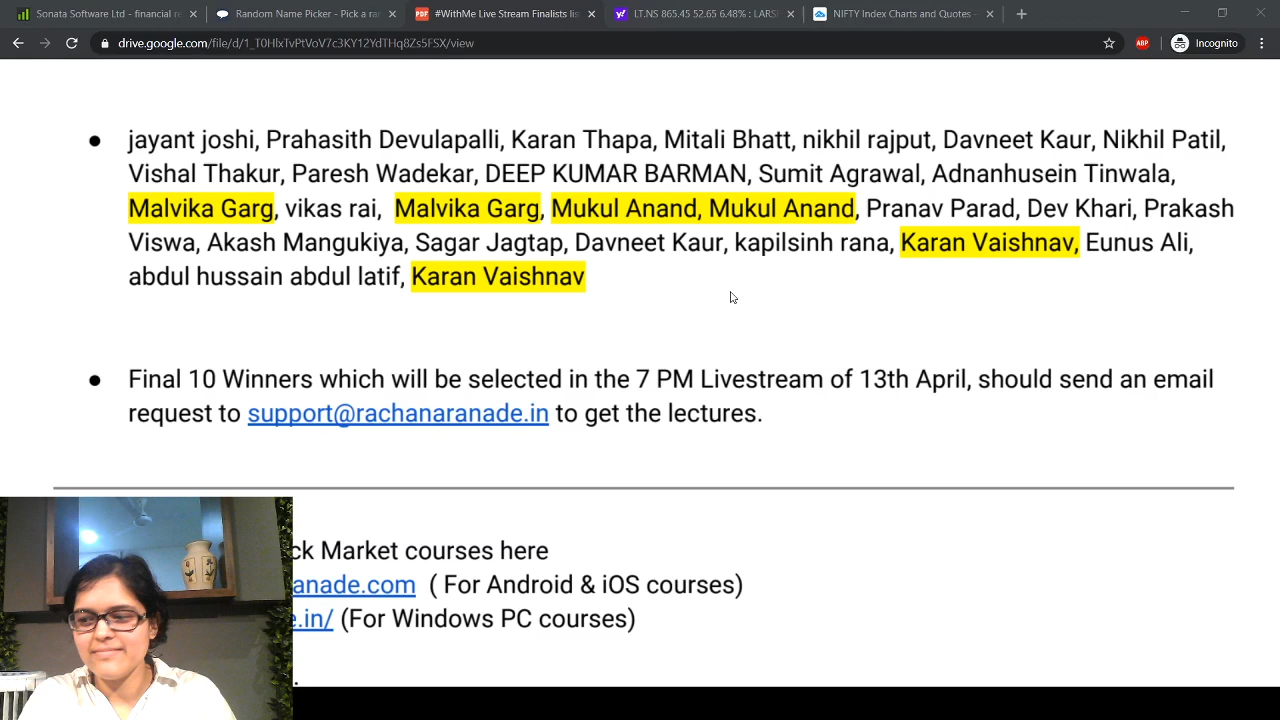 Sonata Software Ltd - financial re
Random Name Picker - Pick a ra
PDF
#WithMe Live Stream Finalists lis
LT.NS 865.45 52.65 6.48% : LARSI
NIFTY Index Charts and Quotes -
drive.google.com/file/d/1_T0HlxTvPtVoV7c3KY12YdTHq8Zs5FSX/view
ABP
Incognito
● jayant joshi, Prahasith Devulapalli, Karan Thapa, Mitali Bhatt, nikhil rajput, Davneet Kaur, Nikhil Patil,
Vishal Thakur, Paresh Wadekar, DEEP KUMAR BARMAN, Sumit Agrawal, Adnanhusein Tinwala,
Malvika Garg, vikas rai, Malvika Garg, Mukul Anand, Mukul Anand, Pranav Parad, Dev Khari, Prakash
Viswa, Akash Mangukiya, Sagar Jagtap, Davneet Kaur, kapilsinh rana, Karan Vaishnav, Eunus Ali,
abdul hussain abdul latif, Karan Vaishnav
● Final 10 Winners which will be selected in the 7 PM Livestream of 13th April, should send an email
request to support@rachanaranade.in to get the lectures.
ck Market courses here
anade.com ( For Android & iOS courses)
e.in/ (For Windows PC courses)
.